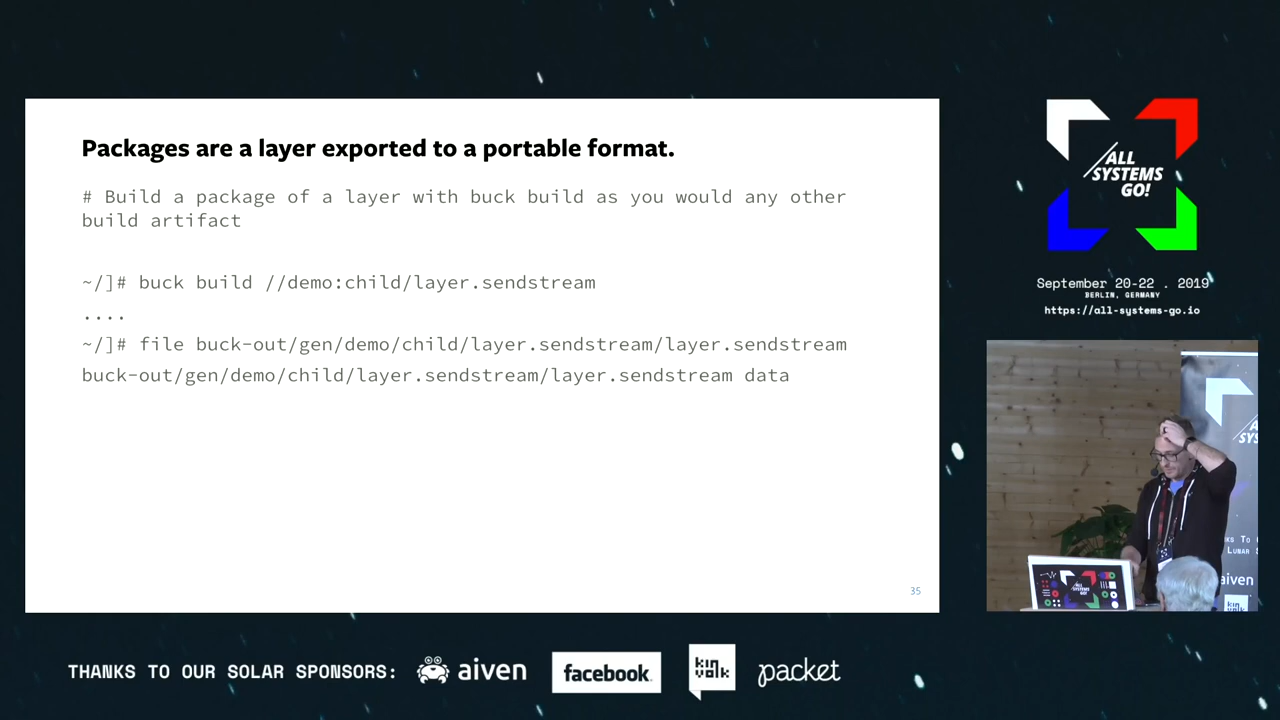 Packages are a layer exported to a portable format.
# Build a package of a layer with buck build as you would any other
build artifact
~/]# buck build //demo:child/layer.sendstream
....
~/]# file buck-out/gen/demo/child/layer.sendstream/layer.sendstream
buck-out/gen/demo/child/layer.sendstream/layer.sendstream data
35
ALL
SYSTEMS
GO!
September 20-22 . 2019
BERLIN, GERMANY
https://all-systems-go.io
aiven
THANKS TO OUR SOLAR SPONSORS:
aiven
facebook.
kinvolk
packet